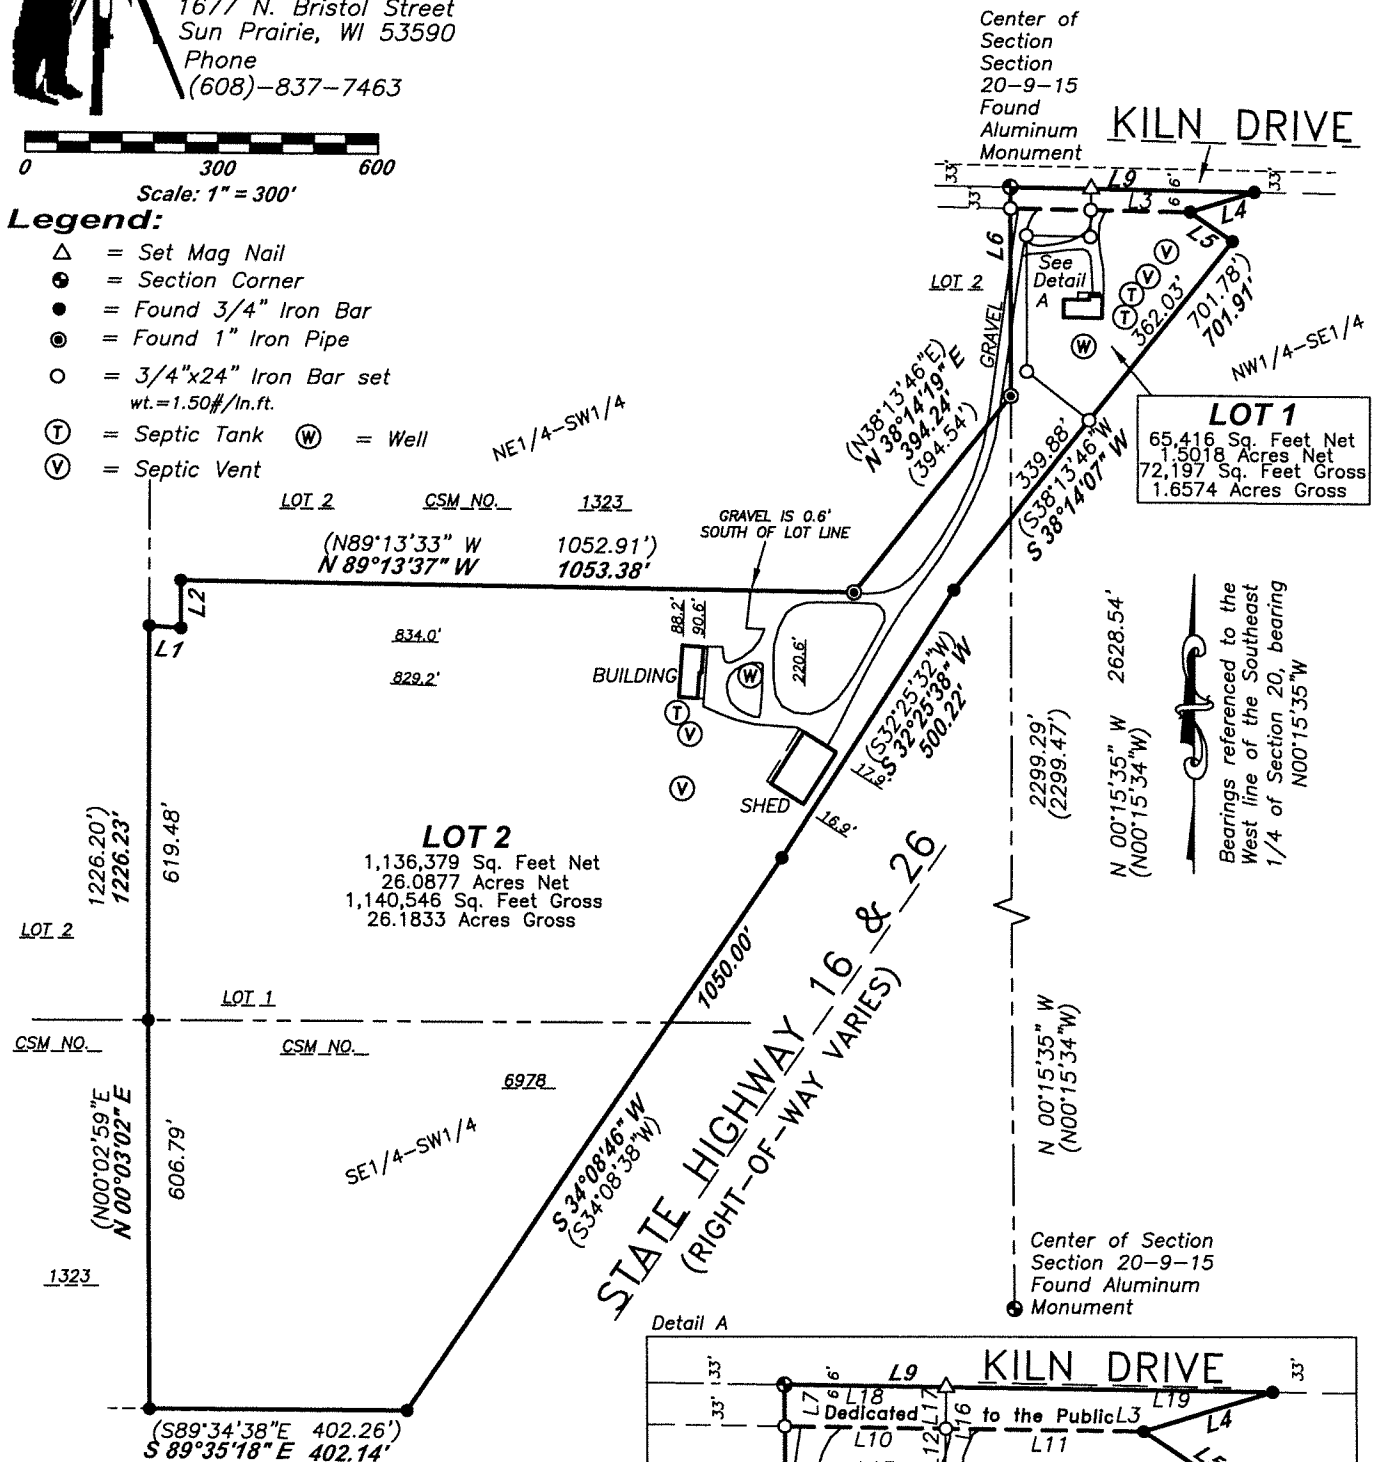 1677 N. Bristol Street
Sun Prairie, WI 53590
Phone
(608)-837-7463
0 300 600
Scale: 1" = 300'
Legend:
= Set Mag Nail
= Section Corner
= Found 3/4" Iron Bar
= Found 1" Iron Pipe
= 3/4"x24" Iron Bar set
wt.=1.50#/ln.ft.
T = Septic Tank W = Well
V = Septic Vent
Center of
Section
Section
20-9-15
Found
Aluminum
Monument
KILN DRIVE
33'
33'
L9
6'
6'
33'
L3
L4
L5
L6
LOT 2
See
Detail
A
V
V
V
T
T
W
GRAVEL
362.03'
701.78')
701.91'
NW1/4-SE1/4
LOT 1
65,416 Sq. Feet Net
1.5018 Acres Net
72,197 Sq. Feet Gross
1.6574 Acres Gross
(N38°13'46"E)
N 38°14'19" E
394.24'
(394.54')
339.88'
(S38°13'46"W
S 38°14'07" W
NE1/4-SW1/4
LOT 2 CSM NO. 1323
GRAVEL IS 0.6'
SOUTH OF LOT LINE
(N89°13'33" W 1052.91')
N 89°13'37" W 1053.38'
L2
L1
834.0'
829.2'
88.2'
90.6'
220.6'
BUILDING
W
T
V
V
SHED
(S32°25'32"W)
S 32°25'38" W
500.22'
17.9'
16.9'
2299.29'
(2299.47')
N 00°15'35" W 2628.54'
(N00°15'34"W)
Bearings referenced to the
West line of the Southeast
1/4 of Section 20, bearing
N00°15'35"W
1226.20')
1226.23'
619.48'
LOT 2
1,136,379 Sq. Feet Net
26.0877 Acres Net
1,140,546 Sq. Feet Gross
26.1833 Acres Gross
LOT 2
LOT 1
CSM NO.
CSM NO.
6978
1050.00'
STATE HIGHWAY 16 & 26
(RIGHT-OF-WAY VARIES)
N 00°15'35" W
(N00°15'34"W)
(N00°02'59"E
N 00°03'02" E
606.79'
SE1/4-SW1/4
S 34°08'46" W
(S34°08'38"W)
1323
Center of Section
Section 20-9-15
Found Aluminum
Monument
(S89°34'38"E 402.26')
S 89°35'18" E 402.14'
Detail A
33'
33'
L9
KILN DRIVE
33'
L7
6'
6'
L18
L17
L19
Dedicated to the Public
L3
L4
L16
L10
L12
L11
L5